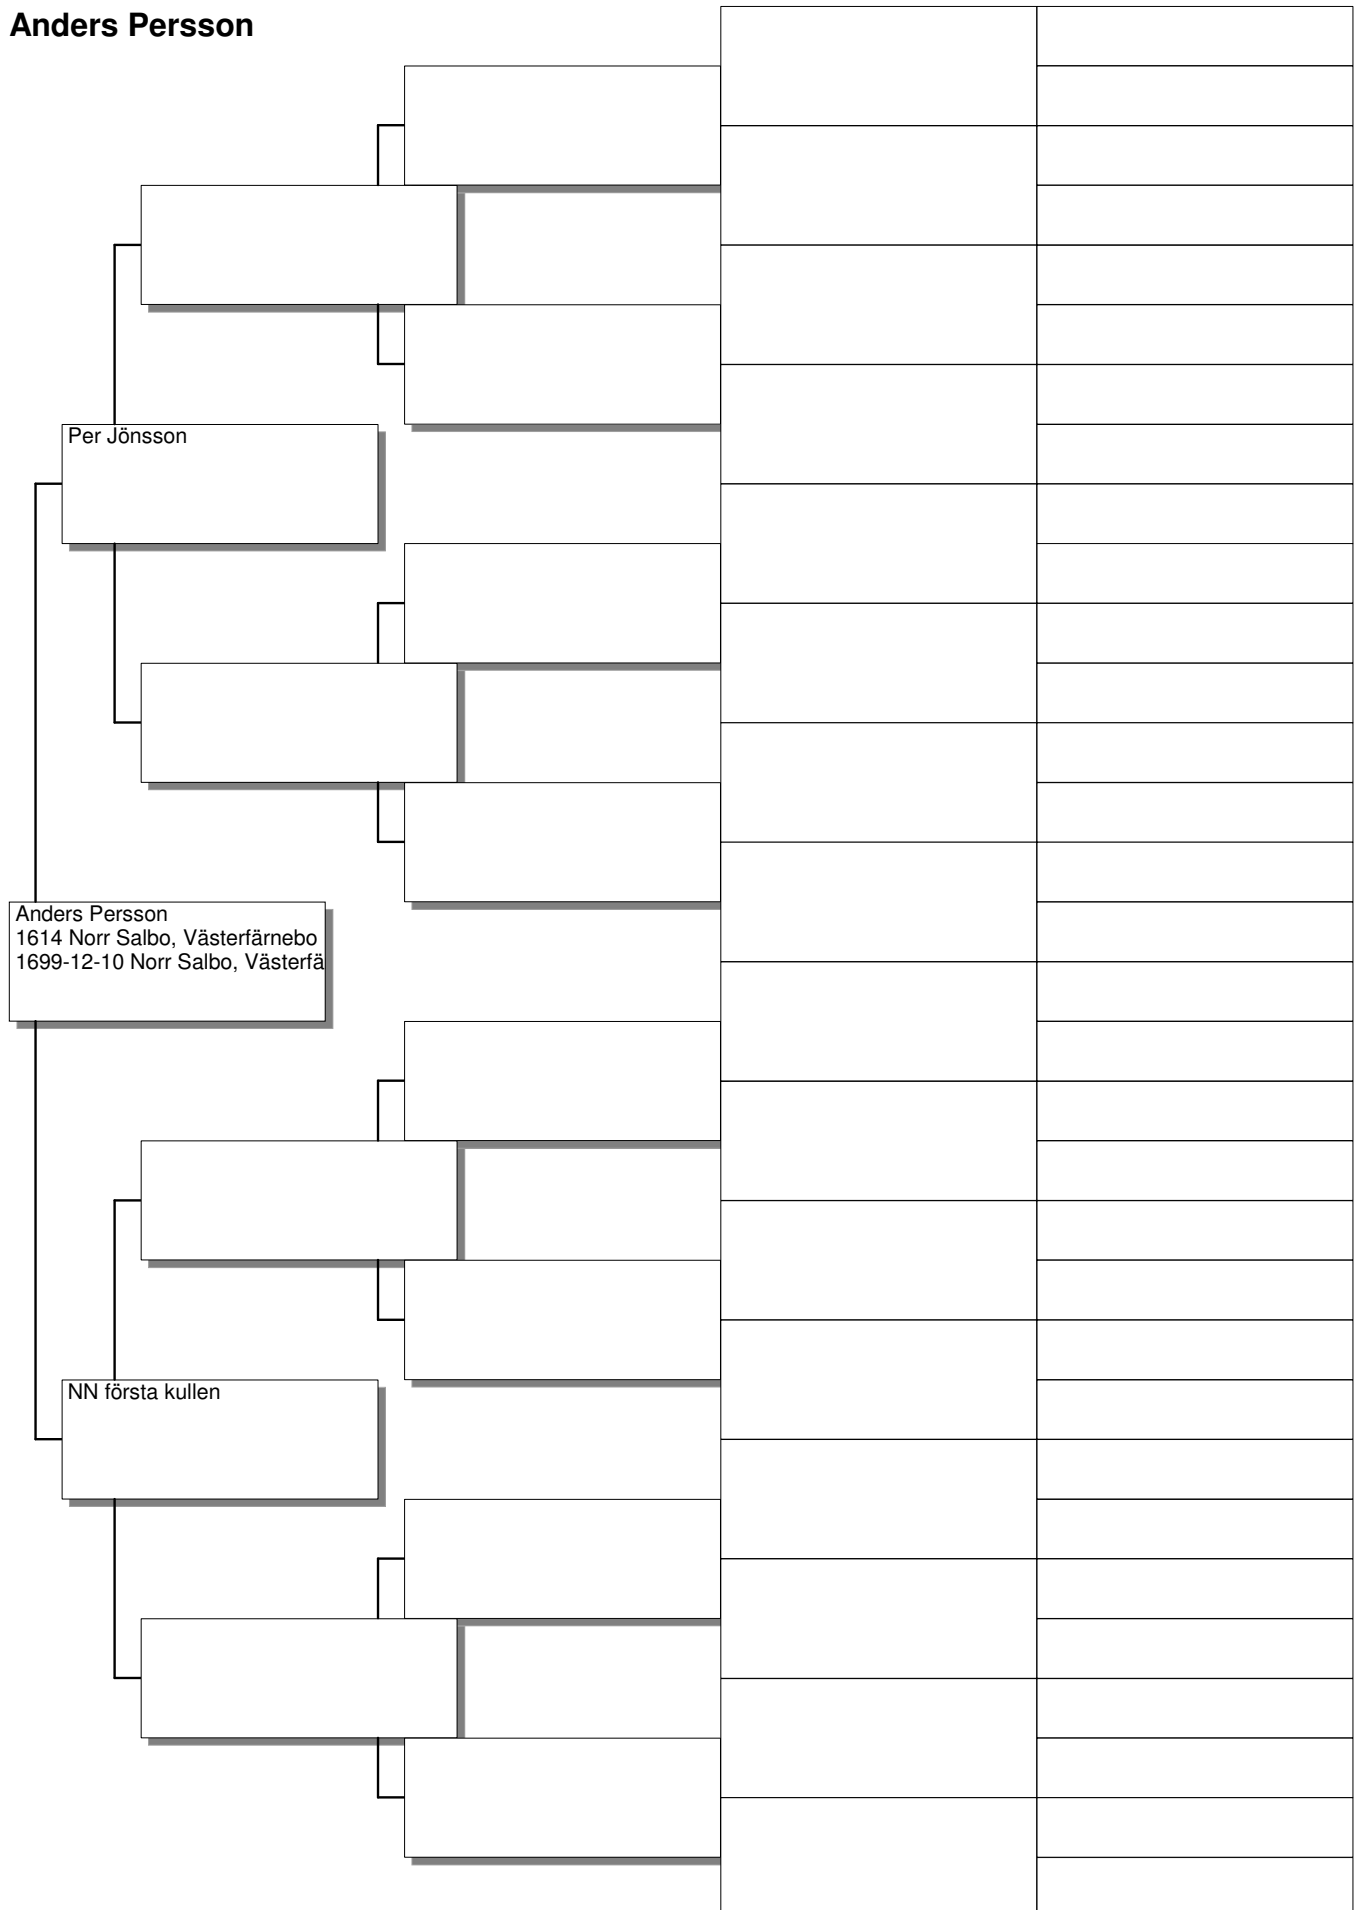 Anders Persson
Per Jönsson
Anders Persson
1614 Norr Salbo, Västerfärnebo
1699-12-10 Norr Salbo, Västerfä
NN första kullen